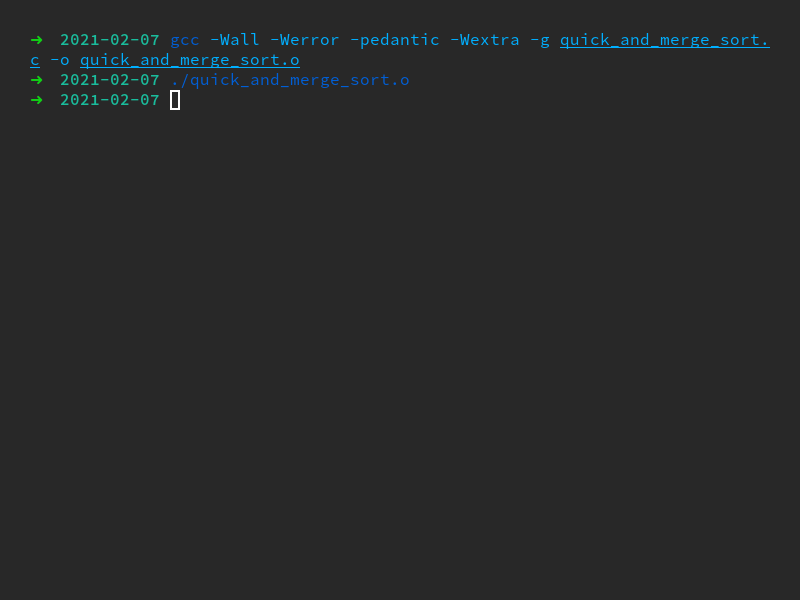 ➜ 2021-02-07 gcc -Wall -Werror -pedantic -Wextra -g quick_and_merge_sort.
c -o quick_and_merge_sort.o
➜ 2021-02-07 ./quick_and_merge_sort.o
➜ 2021-02-07